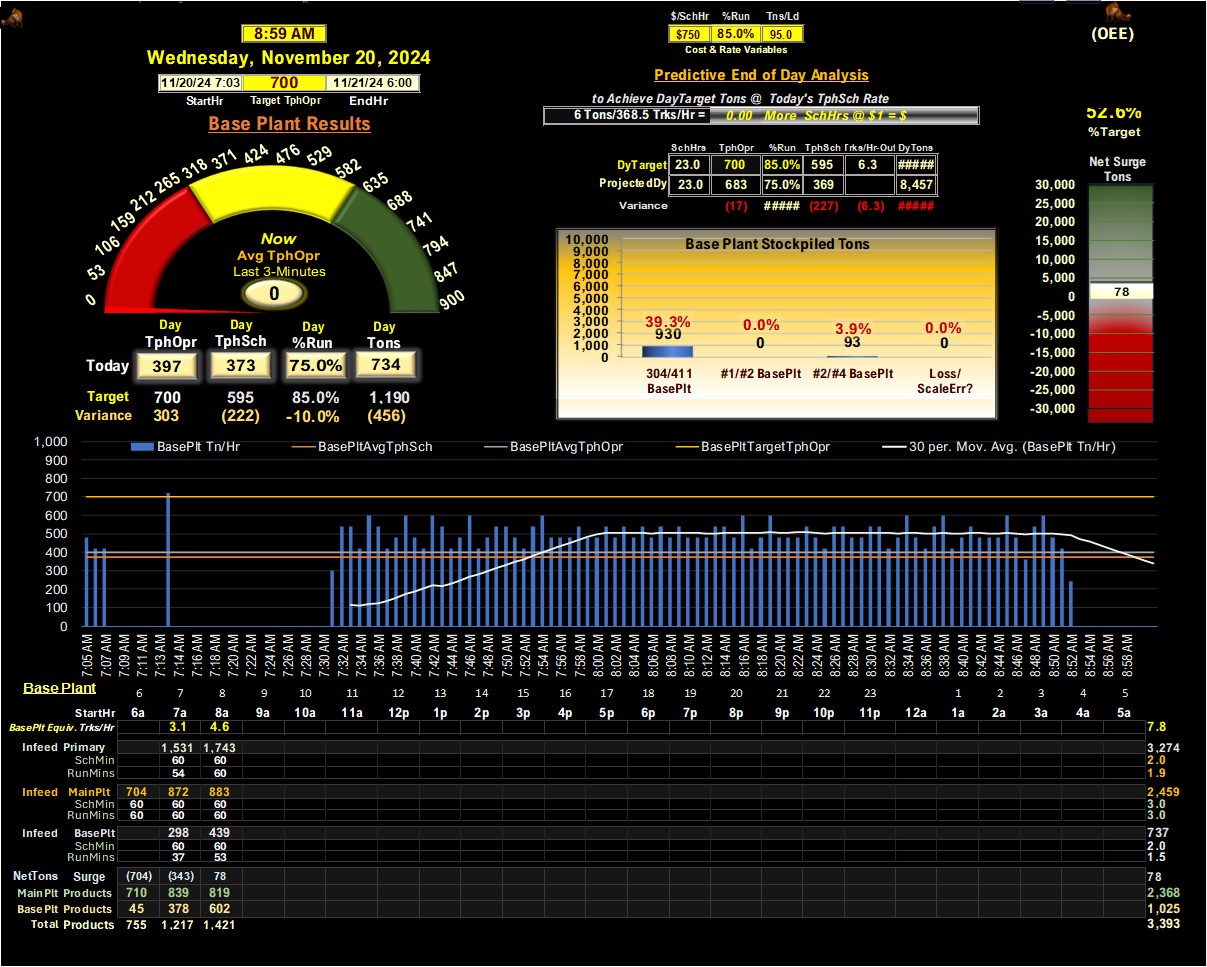 8:59 AM
Wednesday, November 20, 2024
11/20/24 7:03 700 11/21/24 6:00
StartHr Target TphOpr EndHr
Base Plant Results
0 53 106 159 212 265 318 371 424 476 529 582 635 688 741 794 847 900
Now
Avg TphOpr
Last 3-Minutes
0
Day Day Day Day
TphOpr TphSch %Run Tons
Today 397 373 75.0% 734
Target 700 595 85.0% 1,190
Variance 303 (222) -10.0% (456)
$/SchHr %Run Tns/Ld
$750 85.0% 95.0
Cost & Rate Variables
Predictive End of Day Analysis
to Achieve DayTarget Tons @ Today's TphSch Rate
6 Tons/368.5 Trks/Hr = 0.00 More SchHrs @ $1 = $
SchHrs TphOpr %Run TphSch Trks/Hr-Out DyTons
DyTarget 23.0 700 85.0% 595 6.3 #####
ProjectedDy 23.0 683 75.0% 369 8,457
Variance (17) ##### (227) (6.3) #####
Base Plant Stockpiled Tons
10,000
9,000
8,000
7,000
6,000
5,000
4,000
3,000
2,000
1,000
0
39.3% 0.0% 3.9% 0.0%
930 0 93 0
304/411 BasePlt
#1/#2 BasePlt
#2/#4 BasePlt
Loss/ ScaleErr?
(OEE)
52.6%
%Target
Net Surge
Tons
30,000
25,000
20,000
15,000
10,000
5,000
0
-5,000
-10,000
-15,000
-20,000
-25,000
-30,000
78
BasePlt Tn/Hr BasePltAvgTphSch BasePltAvgTphOpr BasePltTargetTphOpr 30 per. Mov. Avg. (BasePlt Tn/Hr)
1,000
900
800
700
600
500
400
300
200
100
0
7:05 AM 7:07 AM 7:09 AM 7:11 AM 7:13 AM 7:14 AM 7:16 AM 7:18 AM 7:20 AM 7:22 AM 7:24 AM 7:26 AM 7:28 AM 7:30 AM 7:32 AM 7:34 AM 7:36 AM 7:38 AM 7:40 AM 7:42 AM 7:44 AM 7:46 AM 7:48 AM 7:50 AM 7:52 AM 7:54 AM 7:56 AM 7:58 AM 8:00 AM 8:02 AM 8:04 AM 8:06 AM 8:08 AM 8:10 AM 8:12 AM 8:14 AM 8:16 AM 8:18 AM 8:20 AM 8:22 AM 8:24 AM 8:26 AM 8:28 AM 8:30 AM 8:32 AM 8:34 AM 8:36 AM 8:38 AM 8:40 AM 8:42 AM 8:44 AM 8:46 AM 8:48 AM 8:50 AM 8:52 AM 8:54 AM 8:56 AM 8:58 AM
Base Plant 6 7 8 9 10 11 12 13 14 15 16 17 18 19 20 21 22 23 1 2 3 4 5
StartHr 6a 7a 8a 9a 10a 11a 12p 1p 2p 3p 4p 5p 6p 7p 8p 9p 10p 11p 12a 1a 2a 3a 4a 5a
BasePlt Equiv. Trks/Hr 3.1 4.6 7.8
Infeed Primary 1,531 1,743 3,274
SchMin 60 60 2.0
RunMins 54 60 1.9
Infeed MainPlt 704 872 883 2,459
SchMin 60 60 60 3.0
RunMins 60 60 60 3.0
Infeed BasePlt 298 439 737
SchMin 60 60 2.0
RunMins 37 53 1.5
NetTons Surge (704) (343) 78 78
MainPlt Products 710 839 819 2,368
BasePlt Products 45 378 602 1,025
Total Products 755 1,217 1,421 3,393